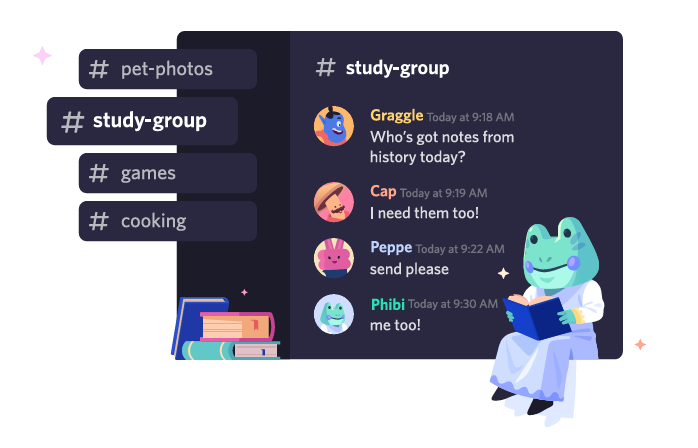 # pet-photos
# study-group
# games
# cooking
# study-group
Graggle Today at 9:18 AM
Who's got notes from
history today?
Cap Today at 9:19 AM
I need them too!
Peppe Today at 9:22 AM
send please
Phibi Today at 9:30 AM
me too!